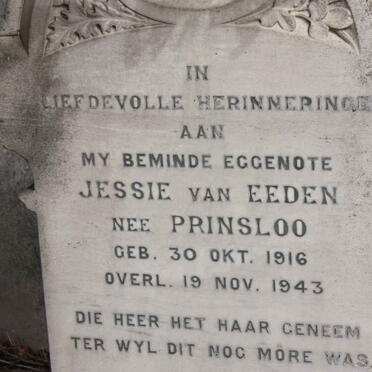 IN
LIEFDEVOLLE HERINNERINGE
AAN
MY BEMINDE EGGENOTE
JESSIE VAN EEDEN
NEE PRINSLOO
GEB. 30 OKT. 1916
OVERL. 19 NOV. 1943
DIE HEER HET HAAR GENEEM
TER WYL DIT NOG MÔRE WAS